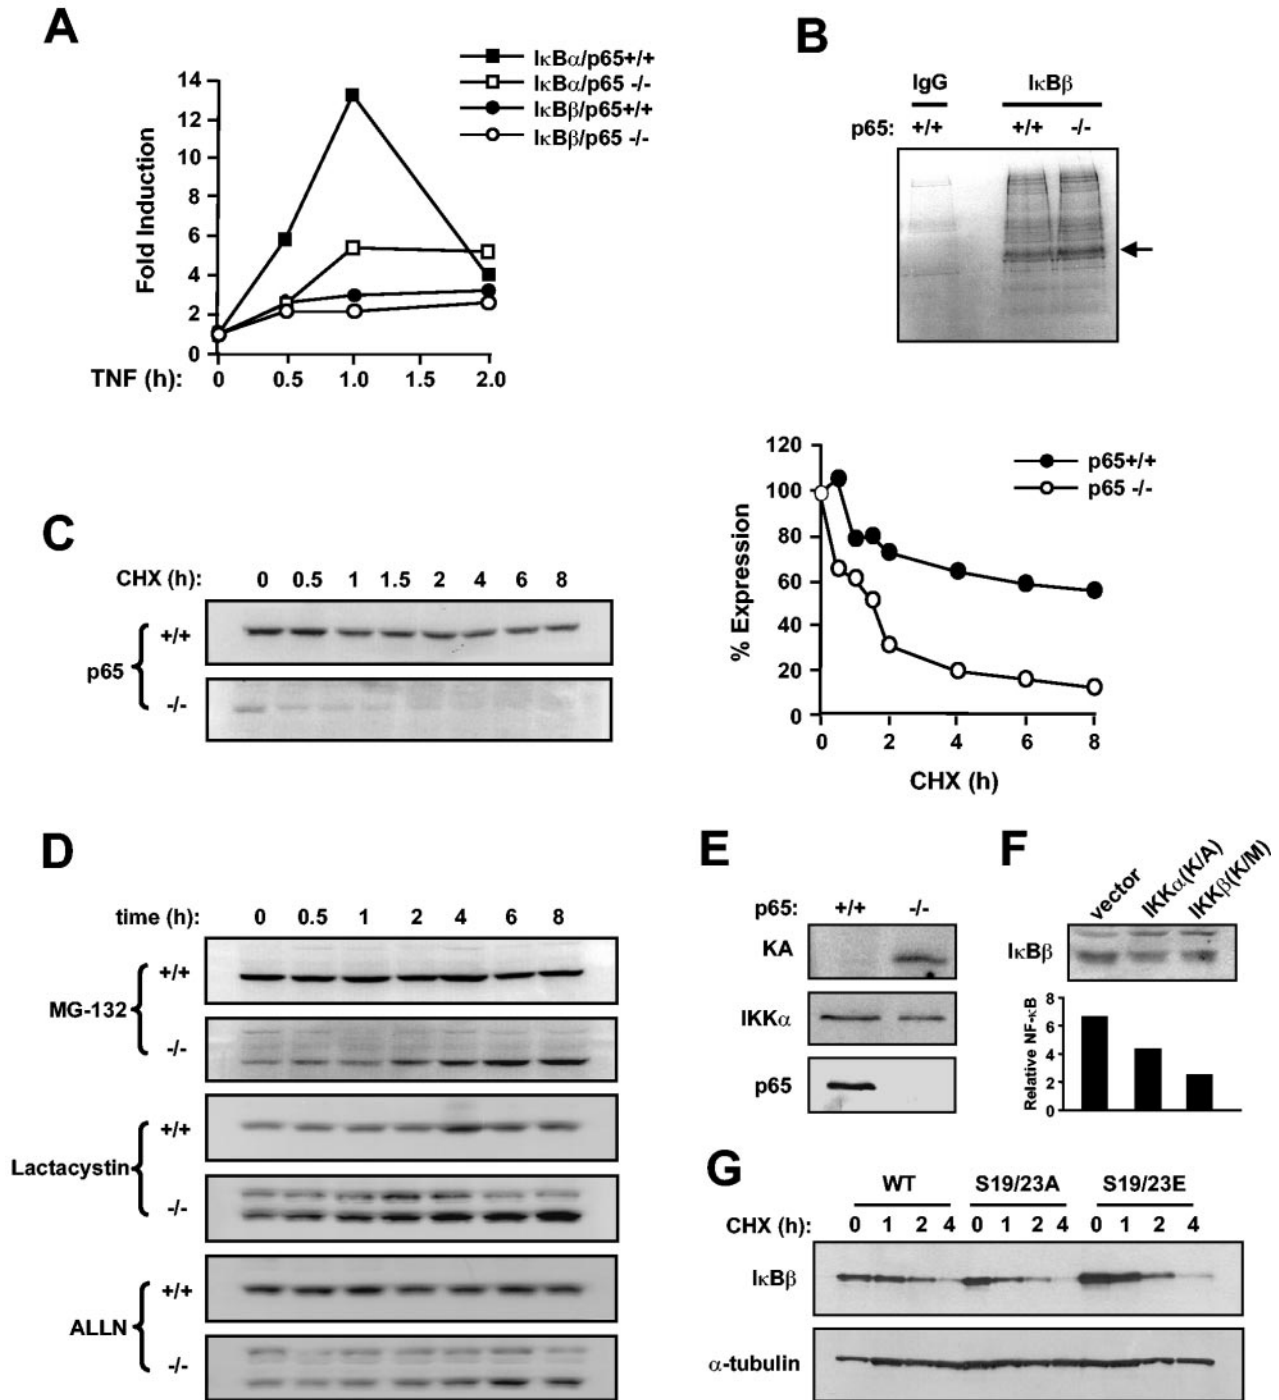 A
IκBα/p65+/+
IκBα/p65 -/-
IκBβ/p65+/+
IκBβ/p65 -/-
14
12
10
8
6
4
2
0
Fold Induction
TNF (h): 0 0.5 1.0 1.5 2.0
B
IgG IκBβ
p65: +/+ +/+ -/-
C
CHX (h): 0 0.5 1 1.5 2 4 6 8
p65
+/+
-/-
120
100
80
60
40
20
0
% Expression
p65+/+
p65 -/-
0 2 4 6 8
CHX (h)
D
time (h): 0 0.5 1 2 4 6 8
MG-132
+/+
-/-
Lactacystin
+/+
-/-
ALLN
+/+
-/-
E
p65: +/+ -/-
KA
IKKα
p65
F
vector
IKKα(K/A)
IKKβ(K/M)
IκBβ
8
6
4
2
0
Relative NF-κB
G
WT S19/23A S19/23E
CHX (h): 0 1 2 4 0 1 2 4 0 1 2 4
IκBβ
α-tubulin